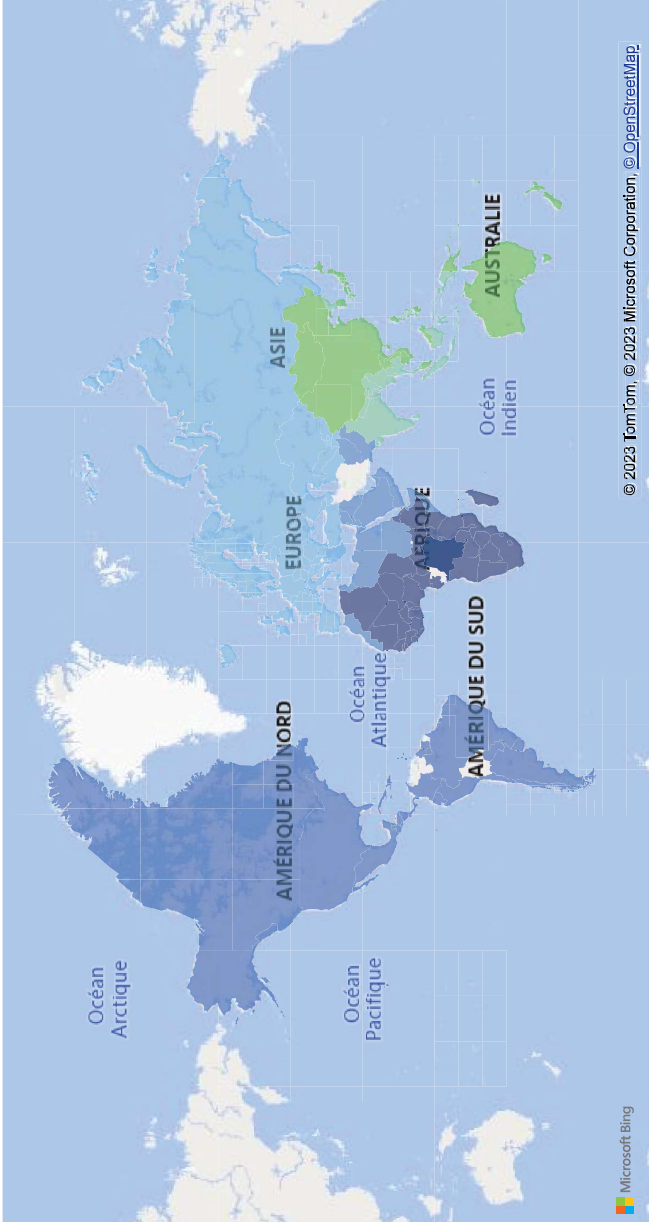 Océan
Arctique
AMÉRIQUE DU NORD
EUROPE
ASIE
Océan
Pacifique
Océan
Atlantique
AFRIQUE
AMÉRIQUE DU SUD
Océan
Indien
AUSTRALIE
Microsoft Bing
© 2023 TomTom, © 2023 Microsoft Corporation, © OpenStreetMap